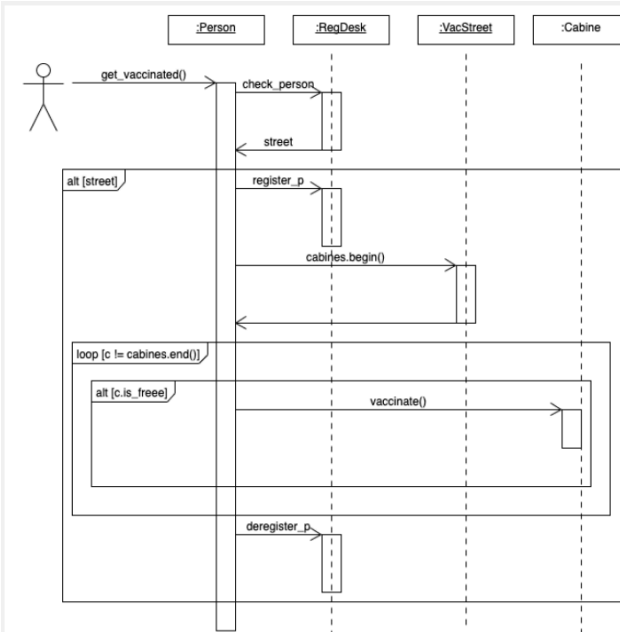 :Person :RegDesk :VacStreet :Cabine
get_vaccinated()
check_person
street
alt [street]
register_p
cabines.begin()
loop [c != cabines.end()]
alt [c.is_freee]
vaccinate()
deregister_p